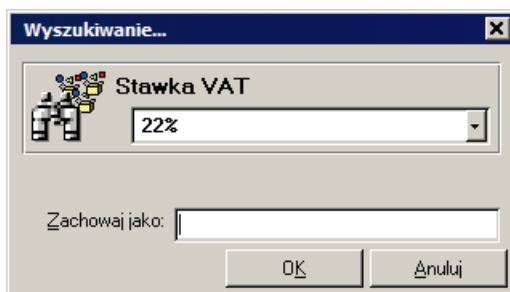 Wyszukiwanie...
Stawka VAT
22%
Zachowaj jako:
OK
Anuluj